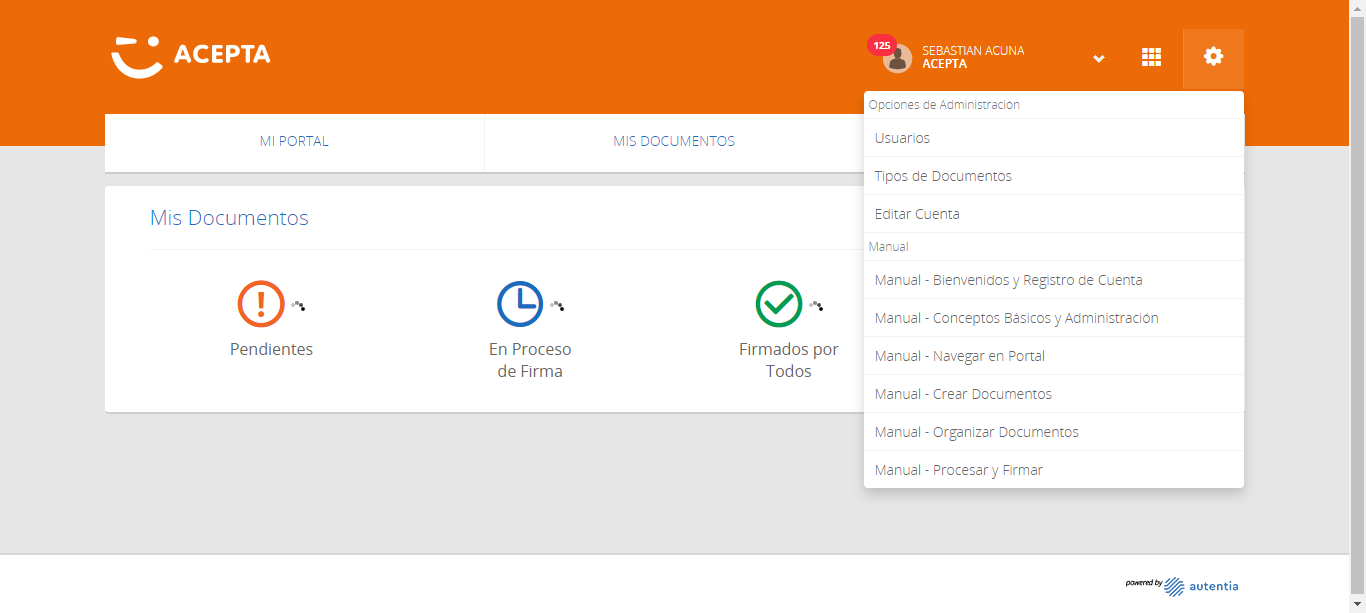 ACEPTA
125
SEBASTIAN ACUNA
ACEPTA
MI PORTAL
MIS DOCUMENTOS
Opciones de Administración
Usuarios
Tipos de Documentos
Editar Cuenta
Manual
Manual - Bienvenidos y Registro de Cuenta
Manual - Conceptos Básicos y Administración
Manual - Navegar en Portal
Manual - Crear Documentos
Manual - Organizar Documentos
Manual - Procesar y Firmar
Mis Documentos
Pendientes
En Proceso
de Firma
Firmados por
Todos
powered by autentia